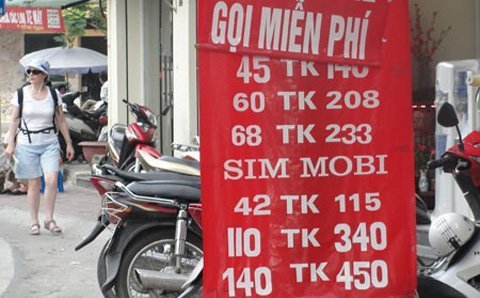 GỌI MIỄN PHÍ
45 TK 140
60 TK 208
68 TK 233
SIM MOBI
42 TK 115
110 TK 340
140 TK 450